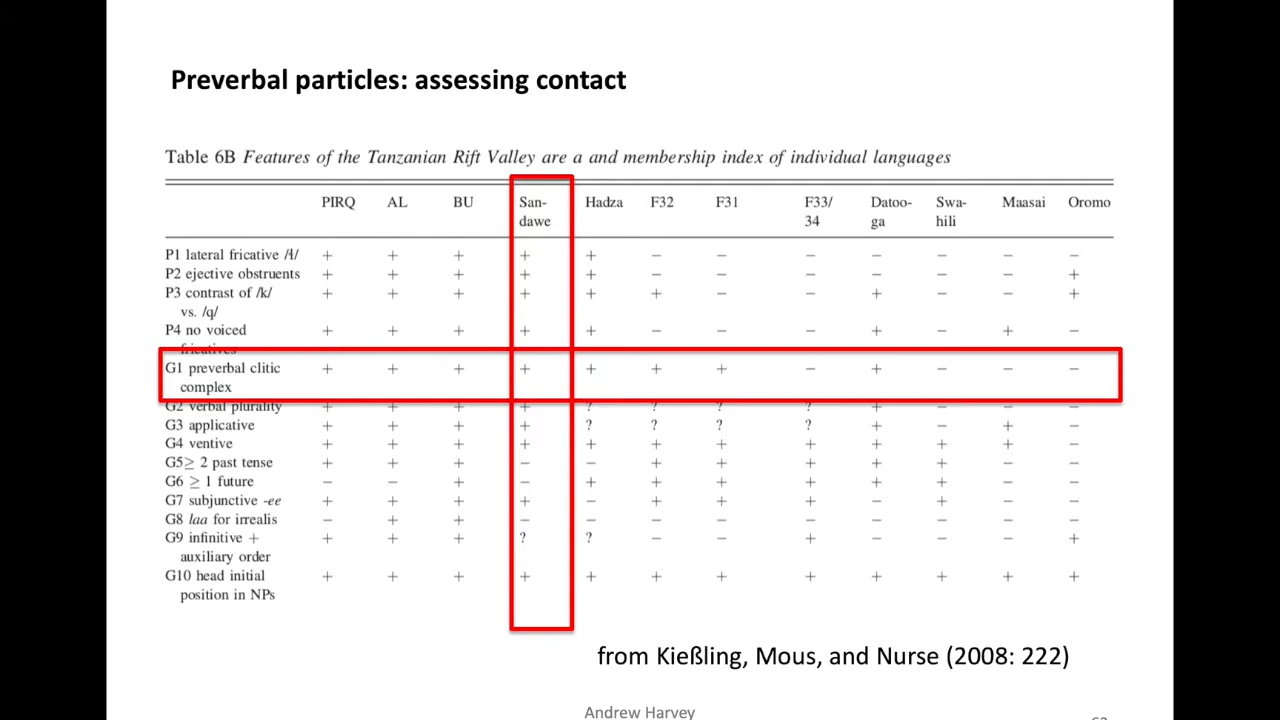 Preverbal particles: assessing contact
Table 6B Features of the Tanzanian Rift Valley are a and membership index of individual languages
PIRQ AL BU San- Hadza F32 F31 F33/ Datoo- Swa- Maasai Oromo
dawe 34 ga hili
P1 lateral fricative /ɬ/ + + + + + − − − − − − −
P2 ejective obstruents + + + + + − − − − − − +
P3 contrast of /k/ + + + + + + − − + − − +
vs. /q/
P4 no voiced + + + + + − − − + − + −
fricatives
G1 preverbal clitic + + + + + + + − + − − −
complex
G2 verbal plurality + + + + ? ? ? ? + − − −
G3 applicative + + + + ? ? ? ? + − + −
G4 ventive + + + + + + + + + + + −
G5≥ 2 past tense + + + − − + + + + + − −
G6 ≥ 1 future − − + − + + + + + + − −
G7 subjunctive -ee + + + + − + + + − + − −
G8 laa for irrealis − + + − − − − − − − − −
G9 infinitive + + + + ? ? − − + − − − +
auxiliary order
G10 head initial + + + + + + + + + + + +
position in NPs
from Kießling, Mous, and Nurse (2008: 222)
Andrew Harvey